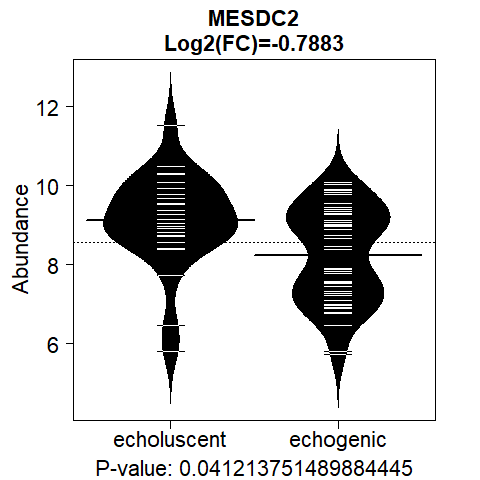 MESDC2
Log2(FC)=-0.7883
Abundance
12
10
8
6
echoluscent echogenic
P-value: 0.041213751489884445